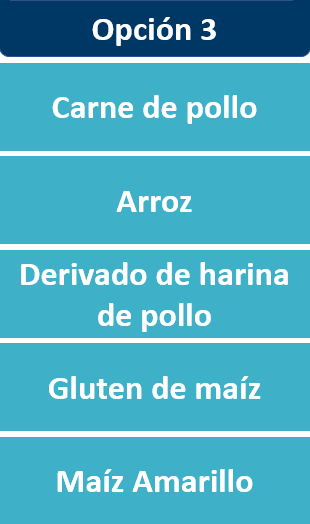 Opción 3
Carne de pollo
Arroz
Derivado de harina
de pollo
Gluten de maíz
Maíz Amarillo